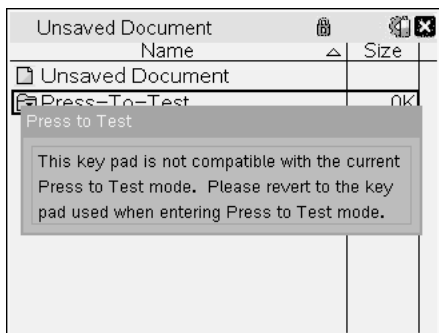 Unsaved Document
Name Size
Unsaved Document
Press-To-Test 0K
Press to Test
This key pad is not compatible with the current
Press to Test mode. Please revert to the key
pad used when entering Press to Test mode.